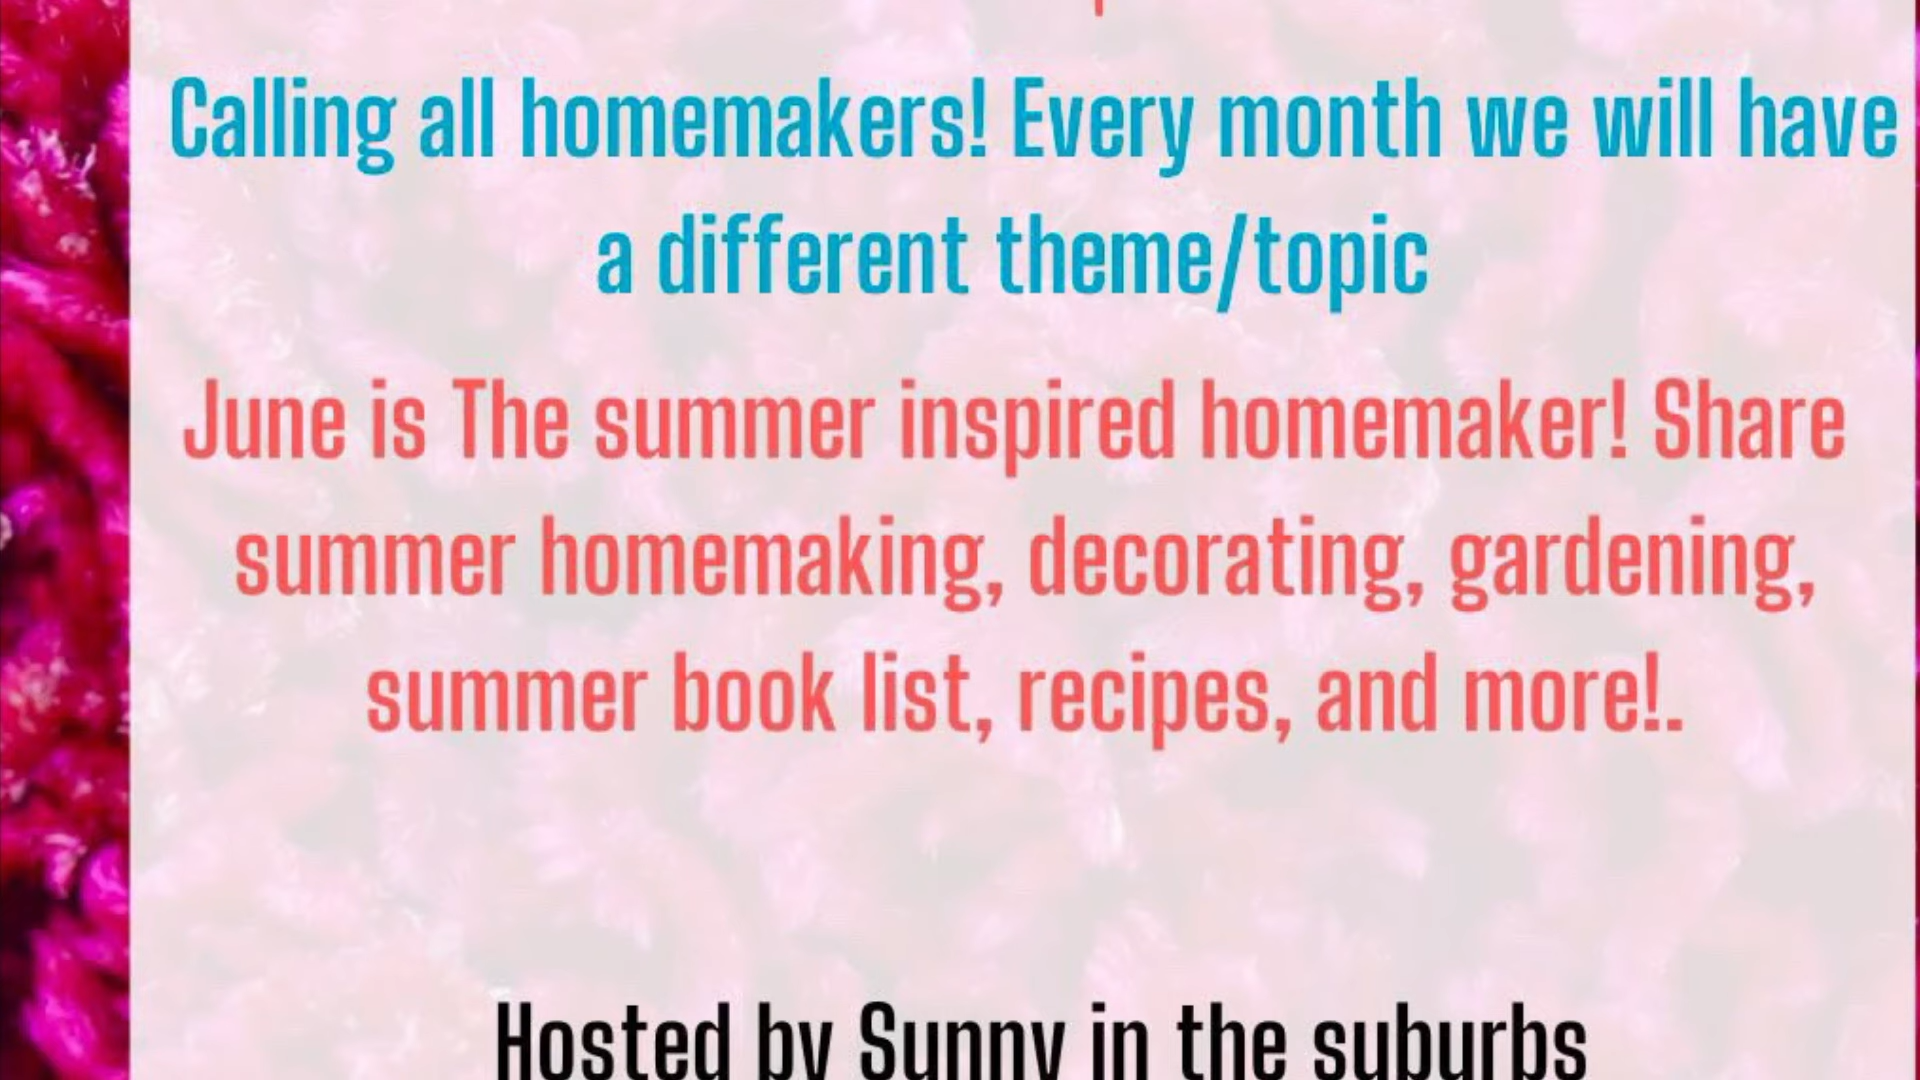 Calling all homemakers! Every month we will have
a different theme/topic
June is The summer inspired homemaker! Share
summer homemaking, decorating, gardening,
summer book list, recipes, and more!.
Hosted by Sunny in the suburbs